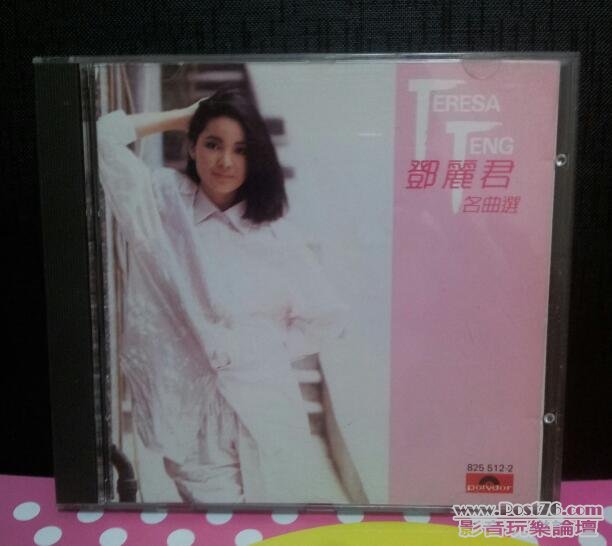 TERESA
TENG
鄧麗君
名曲選
825 512-2
polydor
www.Post76.com
影音玩樂論壇